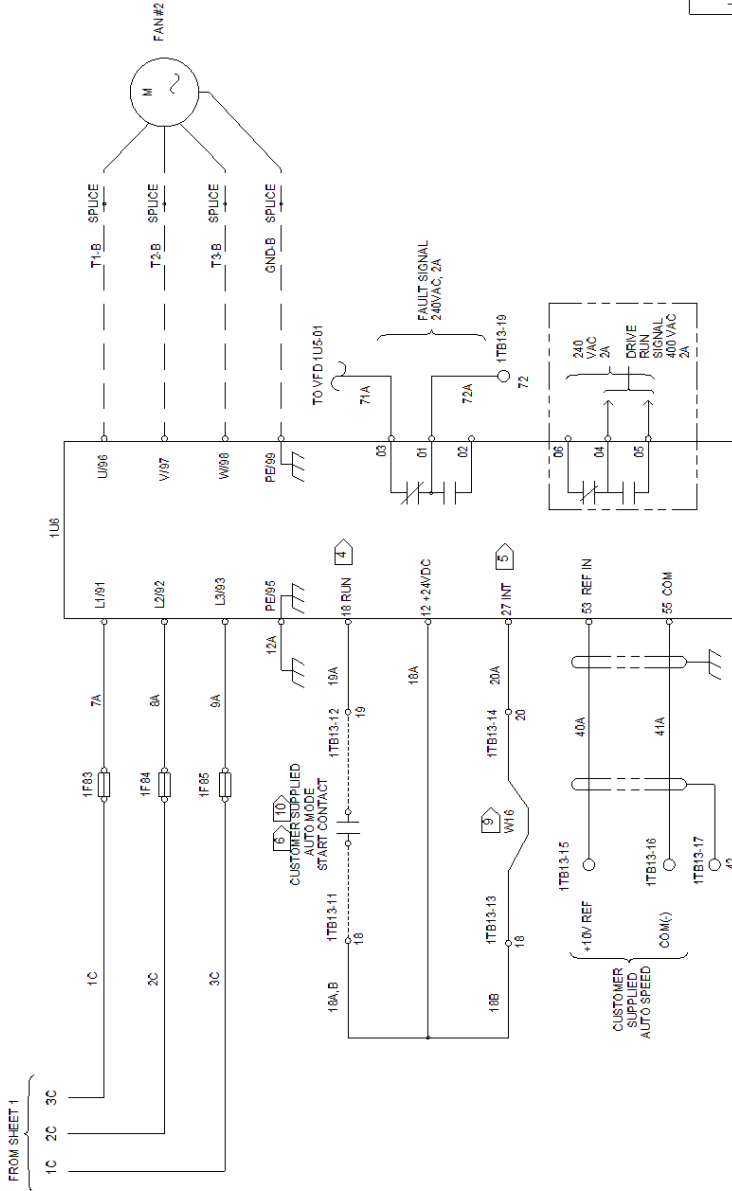 FAN #2
M
SPLICE
SPLICE
SPLICE
SPLICE
T1-B
T2-B
T3-B
GND-B
TO VFD 1U5-01
71A
FAULT SIGNAL
240VAC, 2A
72A
1TB13-19
72
240
VAC
2A
DRIVE
RUN
SIGNAL
400 VAC
2A
1U6
U/96
V/97
W/98
PE/99
03
01
02
06
04
05
L1/91
L2/92
L3/93
PE/95
18 RUN
4
12 +24VDC
27 INT
5
53 REF IN
55 COM
7A
8A
9A
12A
19A
18A
20A
40A
41A
1F83
1F84
1F85
1TB13-12
19
1TB13-14
20
6
10
CUSTOMER SUPPLIED
AUTO MODE
START CONTACT
9
W16
1TB13-11
18
1TB13-13
18
1TB13-15
1TB13-16
1TB13-17
42
+10V REF
COM(-)
CUSTOMER
SUPPLIED
AUTO SPEED
1C
2C
3C
18A,B
18B
FROM SHEET 1
3C
2C
1C